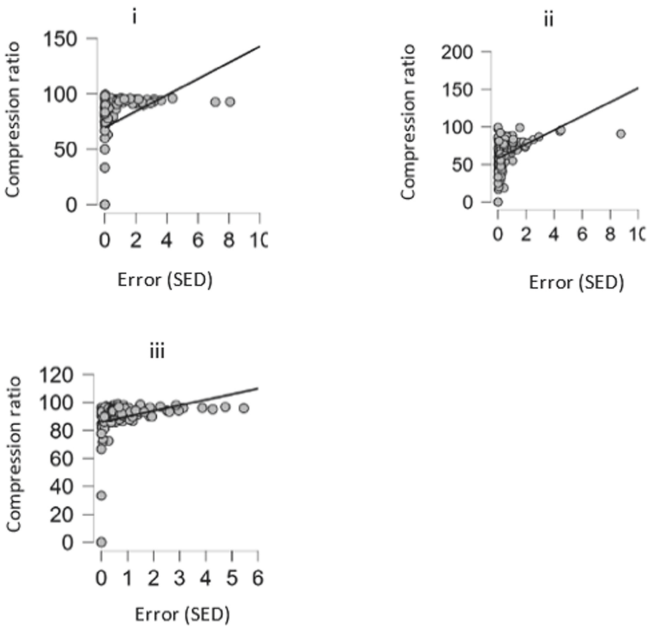 i
150
100
50
0
Compression ratio
0 2 4 6 8 10
Error (SED)
ii
200
150
100
50
0
Compression ratio
0 2 4 6 8 10
Error (SED)
iii
120
100
80
60
40
20
0
Compression ratio
0 1 2 3 4 5 6
Error (SED)